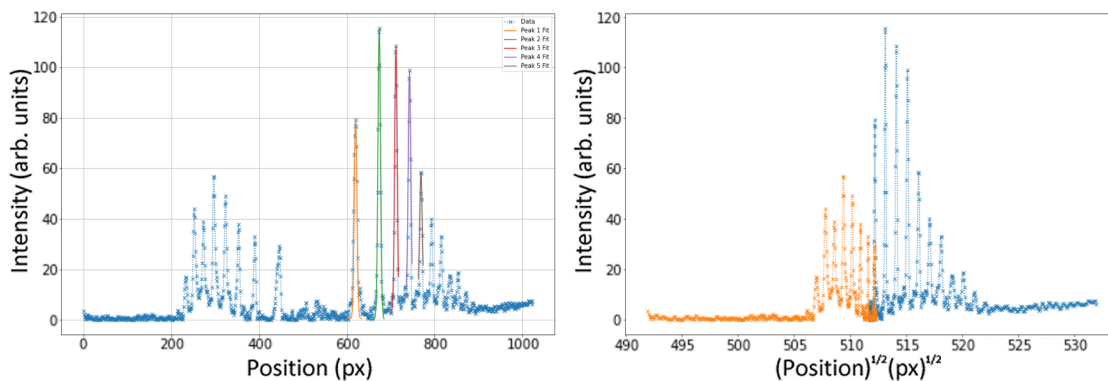 120
100
80
60
40
20
0
Intensity (arb. units)
0
200
400
600
800
1000
Position (px)
Data
Peak 1 Fit
Peak 2 Fit
Peak 3 Fit
Peak 4 Fit
Peak 5 Fit
120
100
80
60
40
20
0
Intensity (arb. units)
490
495
500
505
510
515
520
525
530
(Position)¹/²(px)¹/²